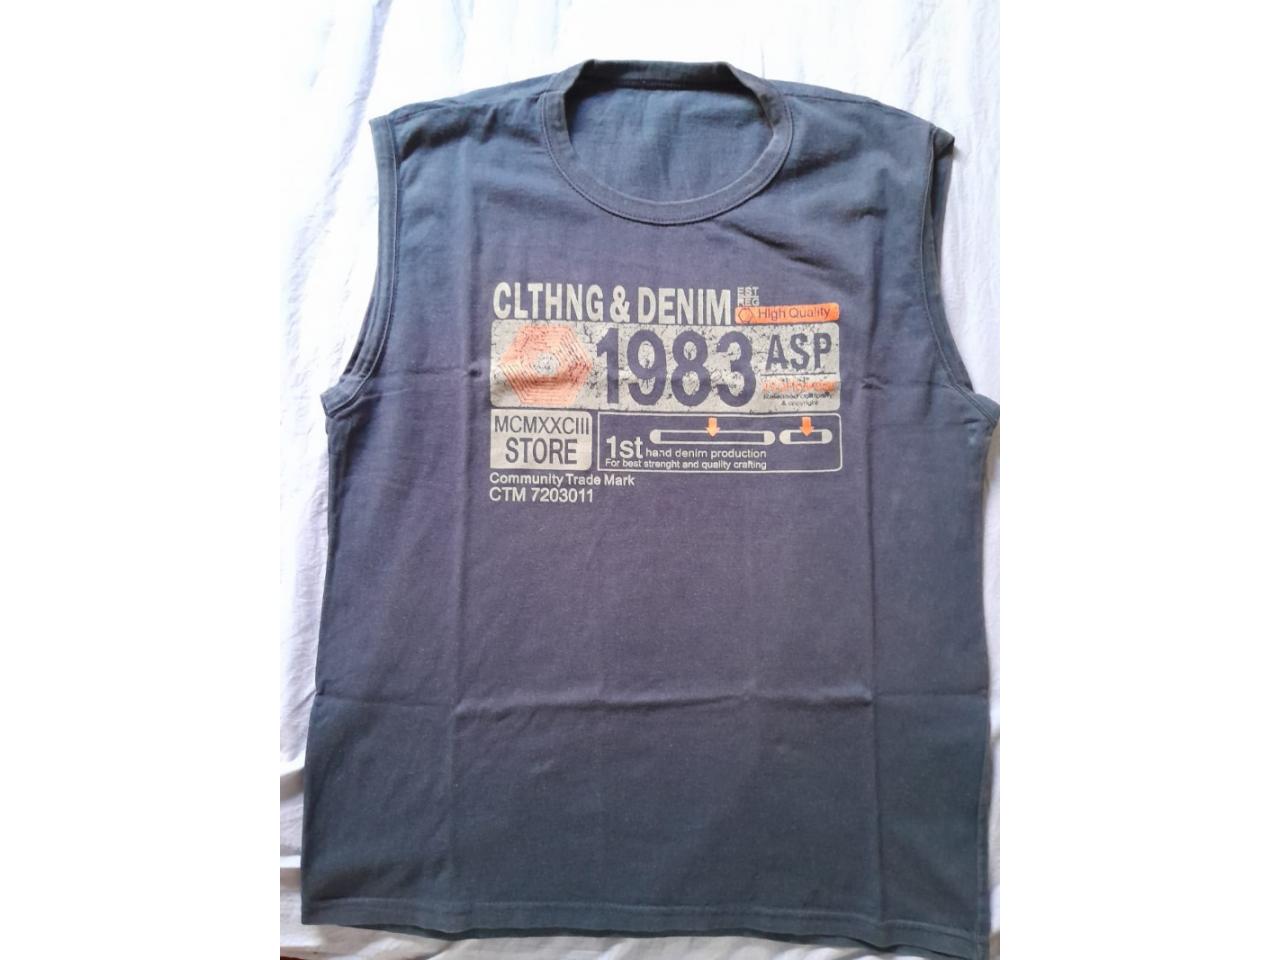 CLTHNG & DENIM
EST
REG
High Quality
1983
ASP
& copyright
MCMXXCIII
STORE
1st hand denim production
For best strenght and quality crafting
Community Trade Mark
CTM 7203011